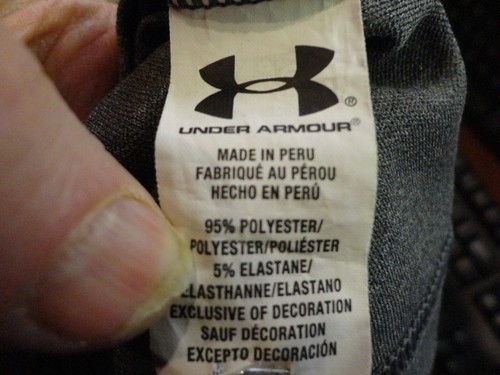 UNDER ARMOUR®
MADE IN PERU
FABRIQUÉ AU PÉROU
HECHO EN PERÚ
95% POLYESTER/
POLYESTER/POLIÉSTER
5% ELASTANE/
ELASTHANNE/ELASTANO
EXCLUSIVE OF DECORATION
SAUF DÉCORATION
EXCEPTO DECORACIÓN